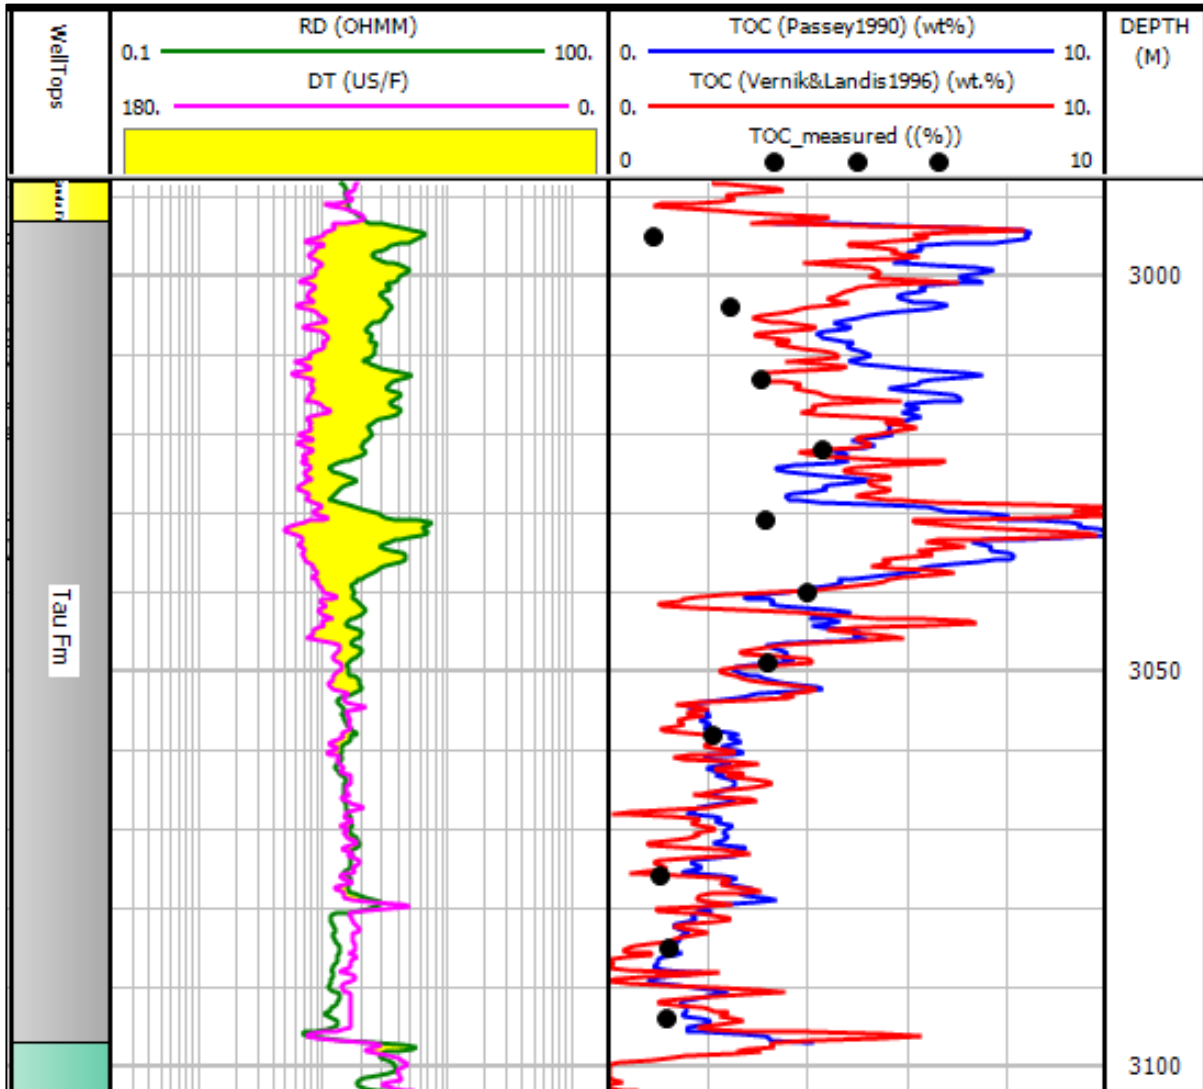 WellTops
RD (OHMM)
0.1 100.
DT (US/F)
180. 0.
TOC (Passey1990) (wt%)
0. 10.
TOC (Vernik&Landis1996) (wt.%)
0. 10.
TOC_measured ((%))
0 10
DEPTH
(M)
3000
Tau Fm
3050
3100